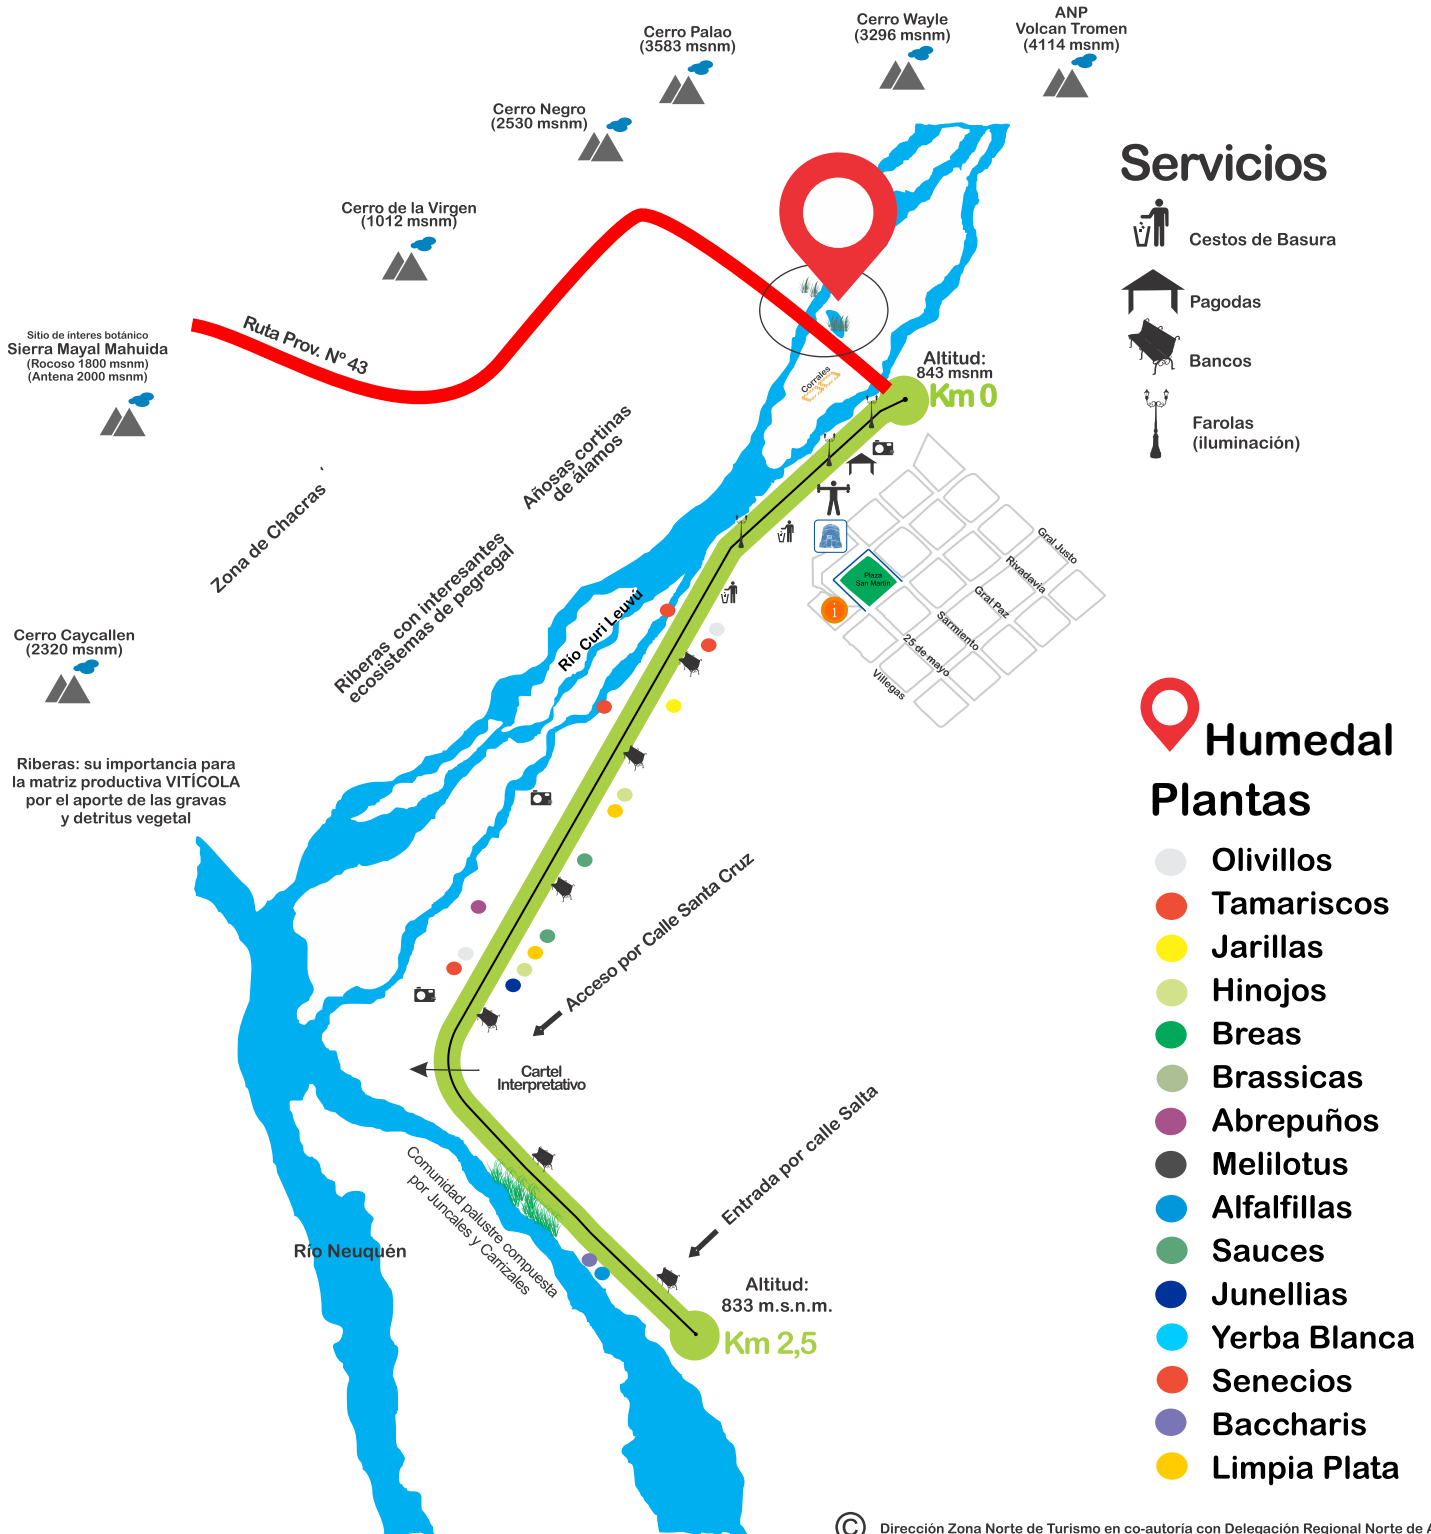 ANP
Volcan Tromen
(4114 msnm)
Cerro Wayle
(3296 msnm)
Cerro Palao
(3583 msnm)
Cerro Negro
(2530 msnm)
Cerro de la Virgen
(1012 msnm)
Sitio de ínteres botánico
Sierra Mayal Mahuida
(Rocoso 1800 msnm)
(Antena 2000 msnm)
Ruta Prov. Nº 43
Corrales
Altitud:
843 msnm
Km 0
Servicios
Cestos de Basura
Pagodas
Bancos
Farolas
(iluminación)
Zona de Chacras
Añosas cortinas
de álamos
Riberas con interesantes
ecosistemas de pegregal
Río Curi Leuvú
Plaza
San Martin
i
Gral Justo
Rivadavia
Gral Paz
Sarmiento
25 de mayo
Villegas
Cerro Caycallen
(2320 msnm)
Riberas: su importancia para
la matriz productiva VITÍCOLA
por el aporte de las gravas
y detritus vegetal
Acceso por Calle Santa Cruz
Cartel
Interpretativo
Entrada por calle Salta
Comunidad palustre compuesta
por Juncales y Carrizales
Río Neuquén
Altitud:
833 m.s.n.m.
Km 2,5
Humedal
Plantas
Olivillos
Tamariscos
Jarillas
Hinojos
Breas
Brassicas
Abrepuños
Melilotus
Alfalfillas
Sauces
Junellias
Yerba Blanca
Senecios
Baccharis
Limpia Plata
© Dirección Zona Norte de Turismo en co-autoría con Delegación Regional Norte de